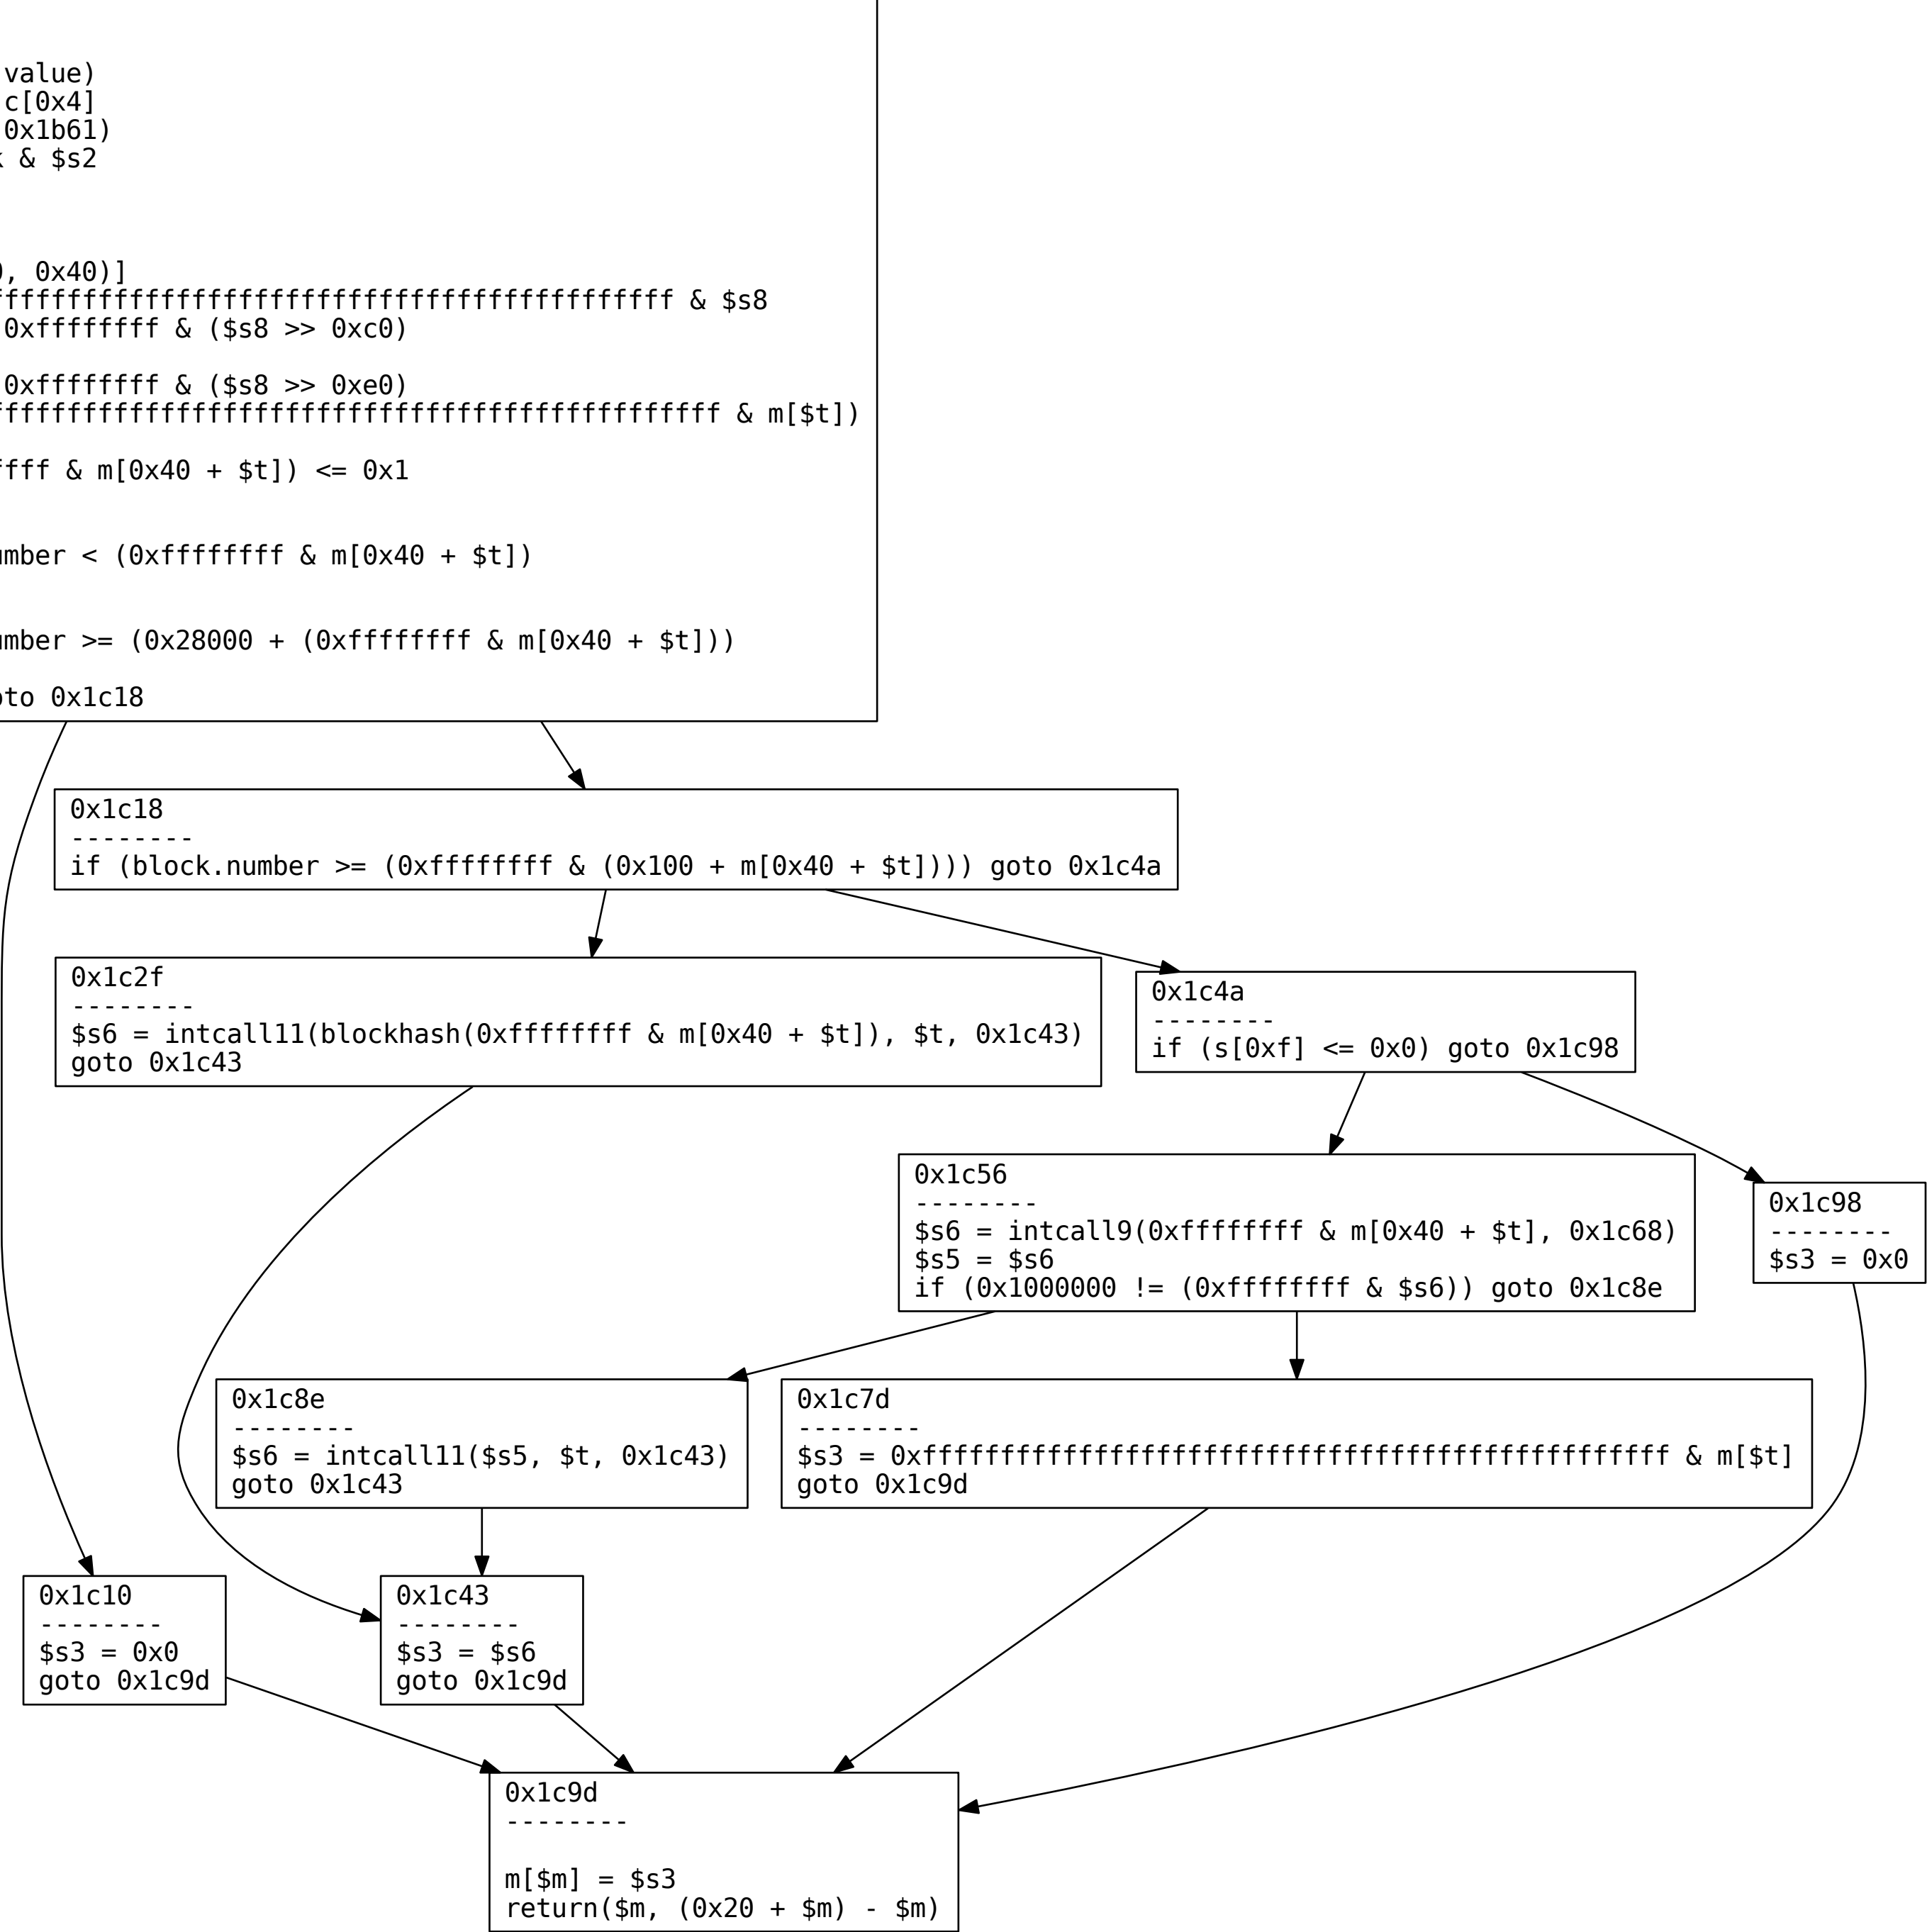 value)
c[0x4]
0x1b61)
& $s2
, 0x40)]
ffffffffffffffffffffffffffffffffffffffffffff & $s8
0xffffffff & ($s8 >> 0xc0)
0xffffffff & ($s8 >> 0xe0)
fffffffffffffffffffffffffffffffffffffffffffffff & m[$t])
ffff & m[0x40 + $t]) <= 0x1
umber < (0xffffffff & m[0x40 + $t])
umber >= (0x28000 + (0xffffffff & m[0x40 + $t]))
oto 0x1c18
0x1c18
--------
if (block.number >= (0xffffffff & (0x100 + m[0x40 + $t]))) goto 0x1c4a
0x1c2f
--------
$s6 = intcall11(blockhash(0xffffffff & m[0x40 + $t]), $t, 0x1c43)
goto 0x1c43
0x1c4a
--------
if (s[0xf] <= 0x0) goto 0x1c98
0x1c56
--------
$s6 = intcall9(0xffffffff & m[0x40 + $t], 0x1c68)
$s5 = $s6
if (0x1000000 != (0xffffffff & $s6)) goto 0x1c8e
0x1c98
--------
$s3 = 0x0
0x1c8e
--------
$s6 = intcall11($s5, $t, 0x1c43)
goto 0x1c43
0x1c7d
--------
$s3 = 0xffffffffffffffffffffffffffffffffffffffffffffffff & m[$t]
goto 0x1c9d
0x1c10
--------
$s3 = 0x0
goto 0x1c9d
0x1c43
--------
$s3 = $s6
goto 0x1c9d
0x1c9d
--------
m[$m] = $s3
return($m, (0x20 + $m) - $m)